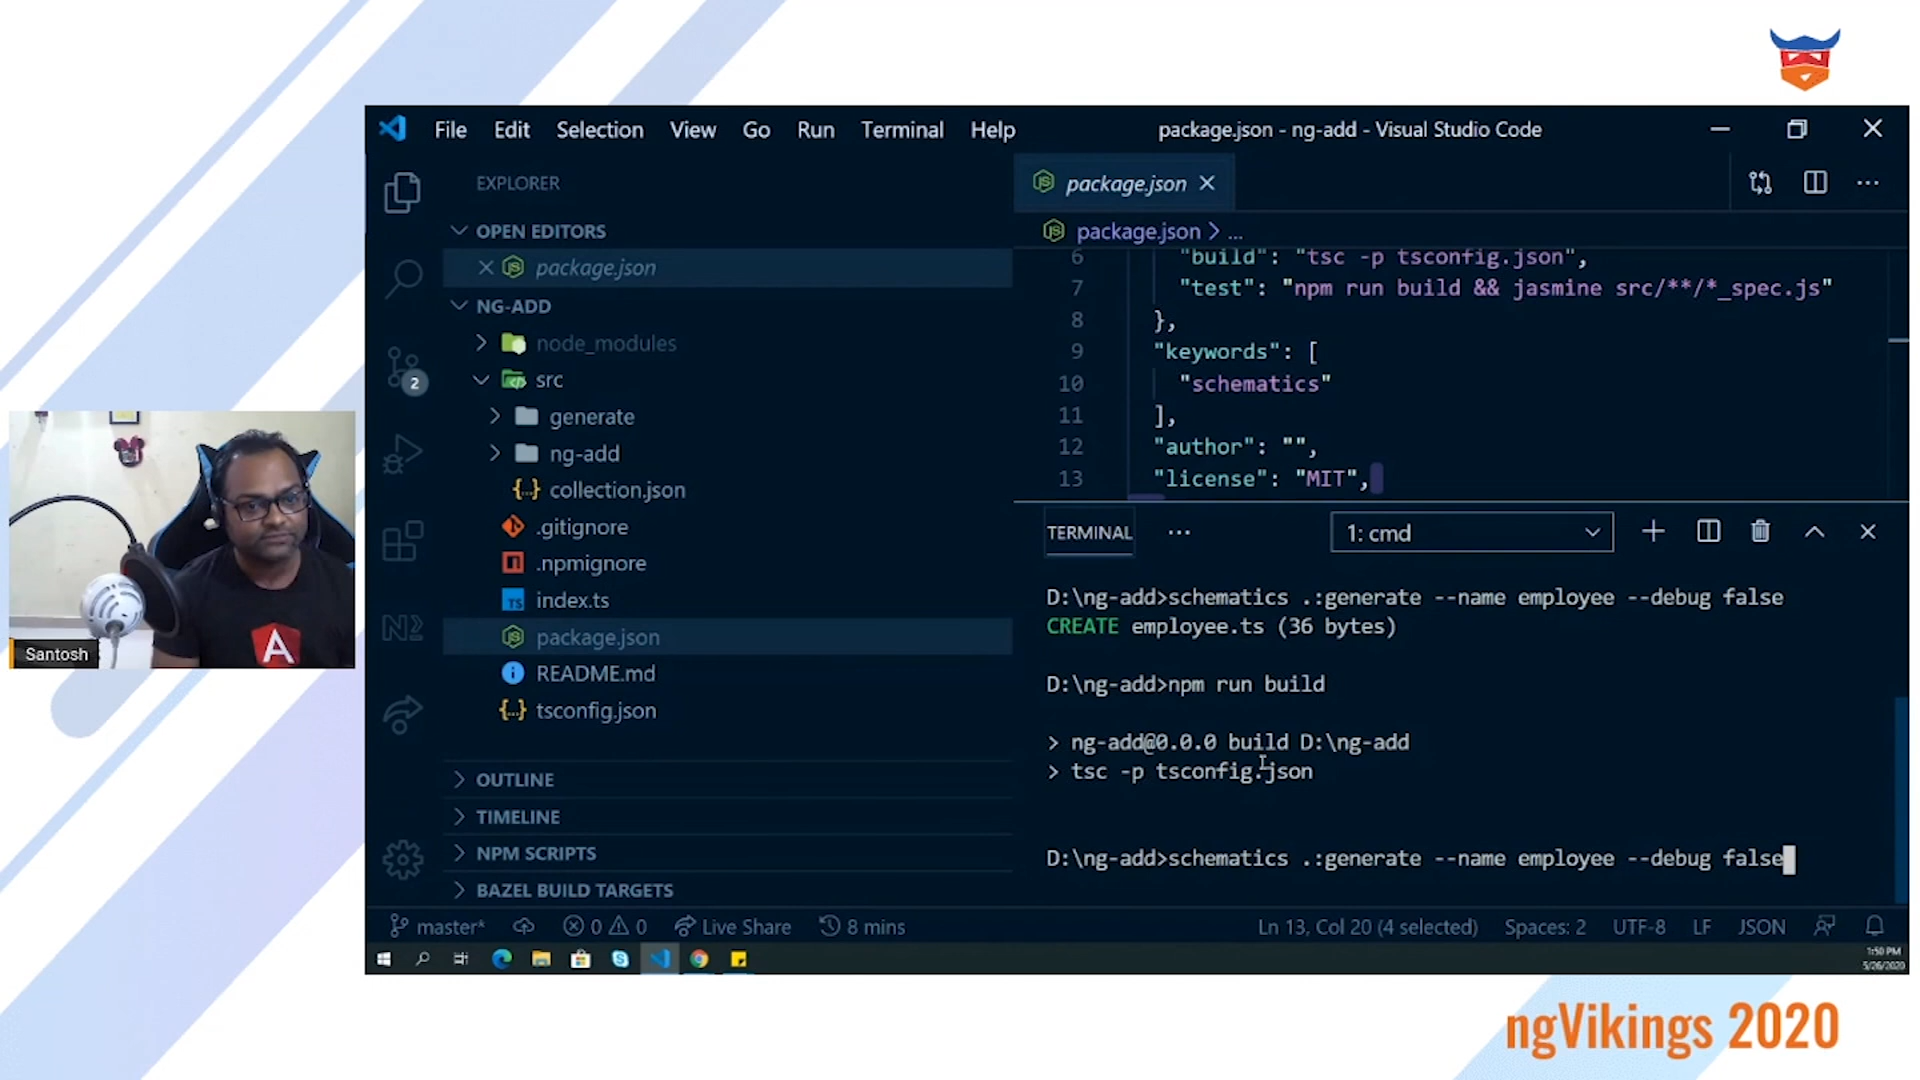 File Edit Selection View Go Run Terminal Help
package.json - ng-add - Visual Studio Code
EXPLORER
OPEN EDITORS
package.json
NG-ADD
node_modules
src
generate
ng-add
collection.json
.gitignore
.npmignore
index.ts
package.json
README.md
tsconfig.json
OUTLINE
TIMELINE
NPM SCRIPTS
BAZEL BUILD TARGETS
2
package.json
package.json > ...
6 "build": "tsc -p tsconfig.json",
7 "test": "npm run build && jasmine src/**/*_spec.js"
8 },
9 "keywords": [
10 "schematics"
11 ],
12 "author": "",
13 "license": "MIT",
TERMINAL ... 1: cmd
D:\ng-add>schematics .:generate --name employee --debug false
CREATE employee.ts (36 bytes)
D:\ng-add>npm run build
> ng-add@0.0.0 build D:\ng-add
> tsc -p tsconfig.json
D:\ng-add>schematics .:generate --name employee --debug false
master* 0 0 Live Share 8 mins Ln 13, Col 20 (4 selected) Spaces: 2 UTF-8 LF JSON
1:50 PM
5/26/2020
Santosh
ngVikings 2020